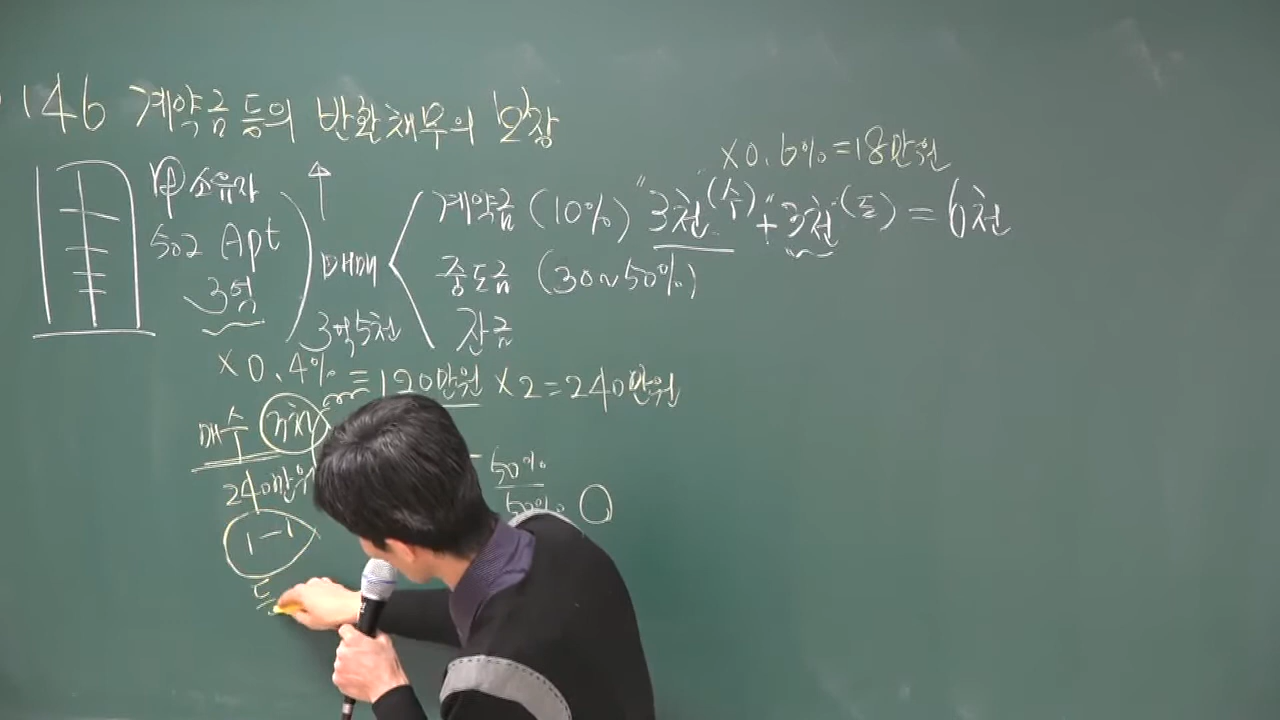 146 계약금 등의 반환채무의 보장
甲 소유자
502 Apt
3억
매매
3억5천
×0.6%=18만원
계약금 (10%) "3천"(수)+"3천"(도) = 6천
중도금 (30~50%)
잔금
×0.4% = 120만원 ×2=240만원
매수
240만원
1-1
50%
50%